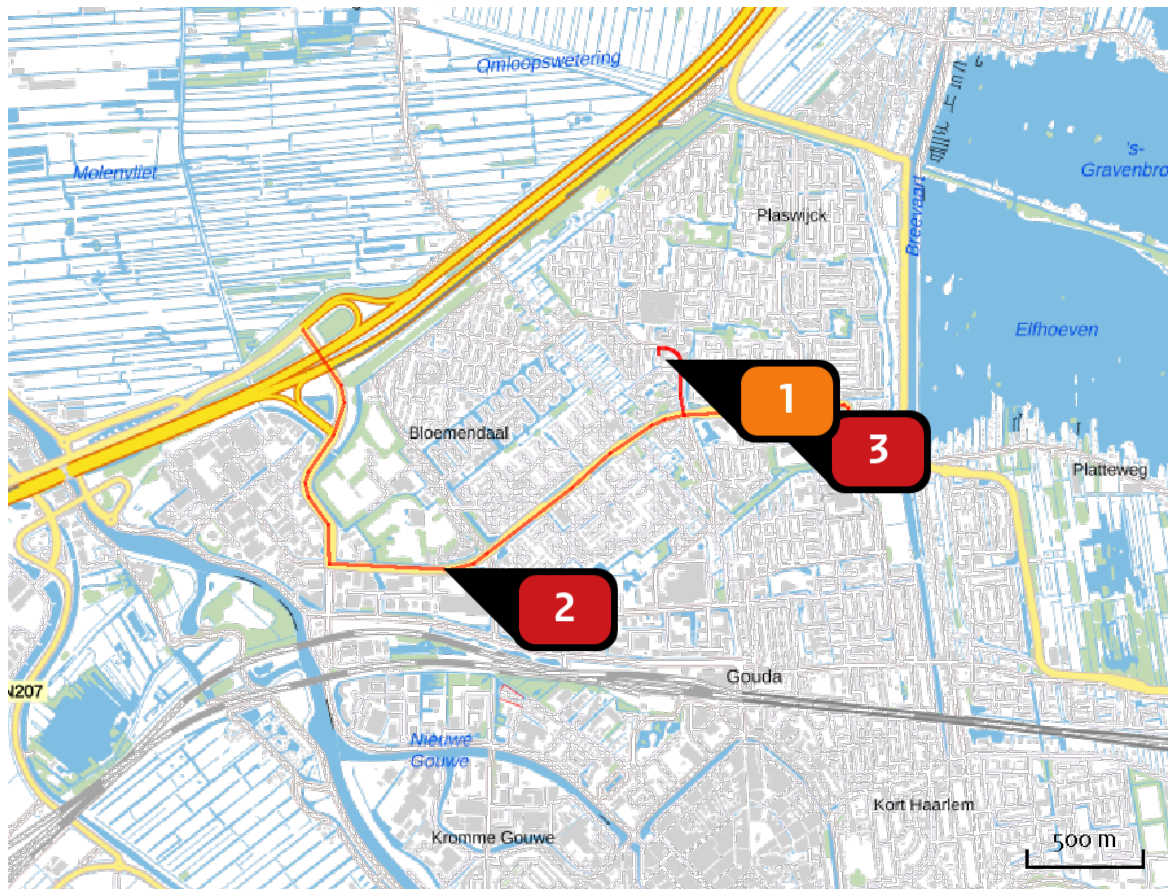 Omloopswetering
Molenvliet
's-
Gravenbro
Plaswijck
Breevaart
Elfhoeven
1
Bloemendaal
3
Platteweg
2
Gouda
N207
Nieuwe
Gouwe
Kort Haarlem
Kromme Gouwe
500 m